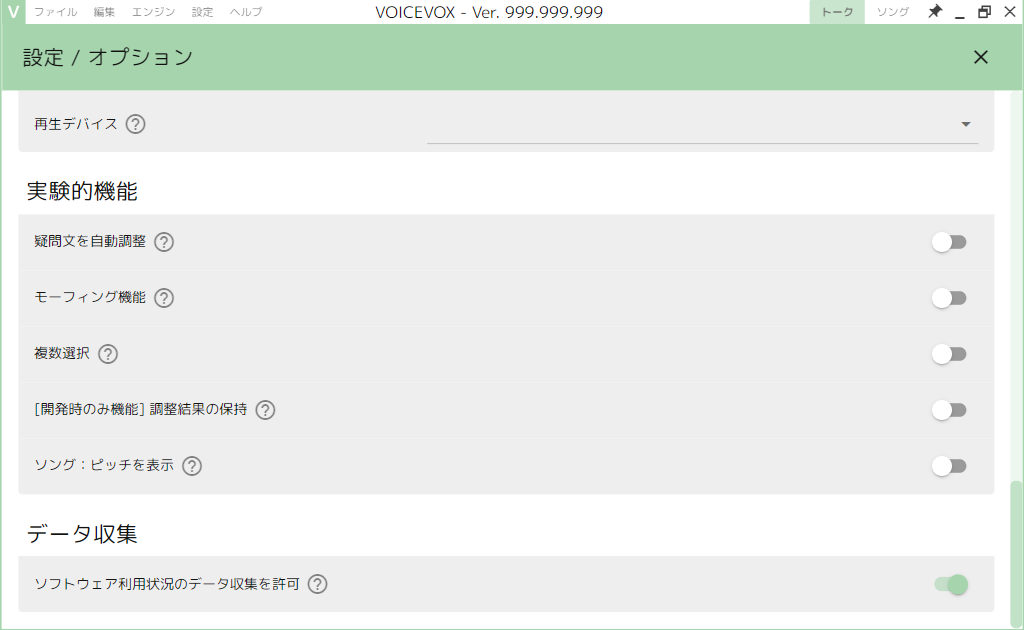 V ファイル 編集 エンジン 設定 ヘルプ VOICEVOX - Ver. 999.999.999 トーク ソング
設定 / オプション
再生デバイス ?
実験的機能
疑問文を自動調整 ?
モーフィング機能 ?
複数選択 ?
[開発時のみ機能] 調整結果の保持 ?
ソング：ピッチを表示 ?
データ収集
ソフトウェア利用状況のデータ収集を許可 ?